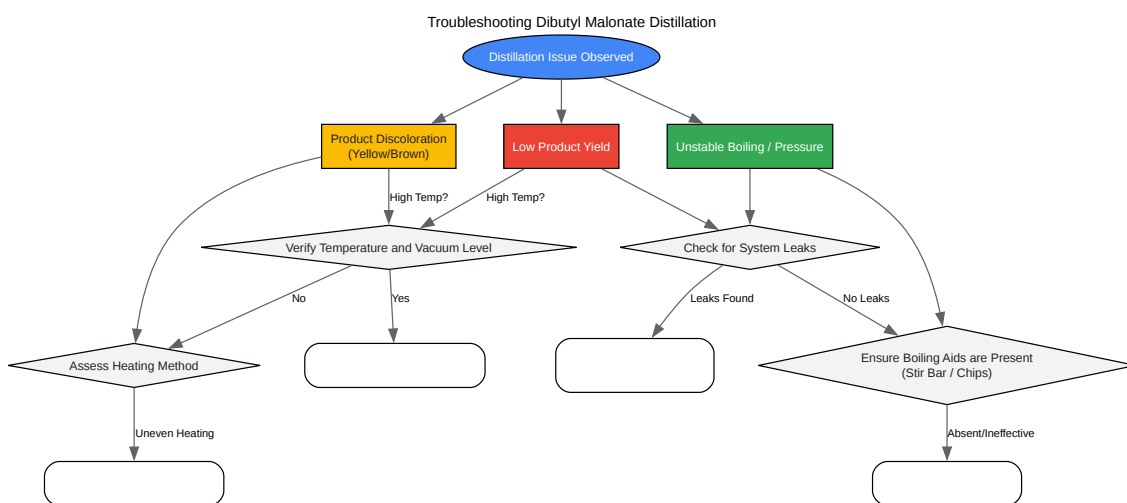 Troubleshooting Dibutyl Malonate Distillation
Distillation Issue Observed
Product Discoloration
(Yellow/Brown)
Low Product Yield
Unstable Boiling / Pressure
High Temp?
High Temp?
Verify Temperature and Vacuum Level
Check for System Leaks
No
Yes
Leaks Found
No Leaks
Assess Heating Method
Ensure Boiling Aids are Present
(Stir Bar / Chips)
Uneven Heating
Absent/Ineffective